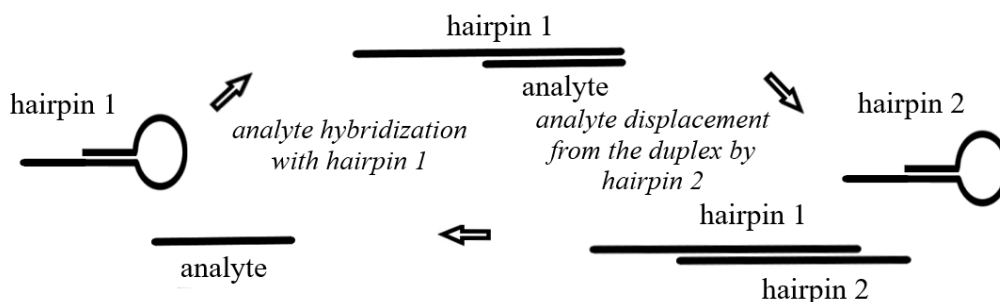 hairpin 1
analyte
hairpin 1
hairpin 2
analyte hybridization
with hairpin 1
analyte displacement
from the duplex by
hairpin 2
hairpin 1
analyte
hairpin 2